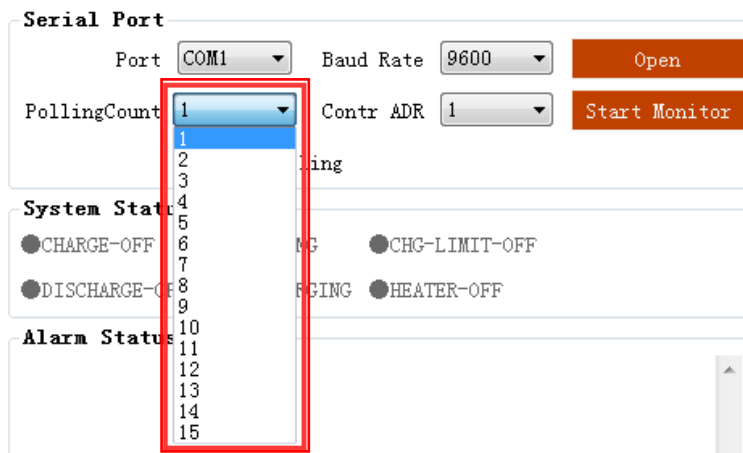 Serial Port
Port COM1 Baud Rate 9600 Open
PollingCount 1 Contr ADR 1 Start Monitor
1
2 ling
3
4
System Stat
5
CHARGE-OFF 6 CHG-LIMIT-OFF
7
DISCHARGE- 8 GING HEATER-OFF
9
10
Alarm Status
11
12
13
14
15